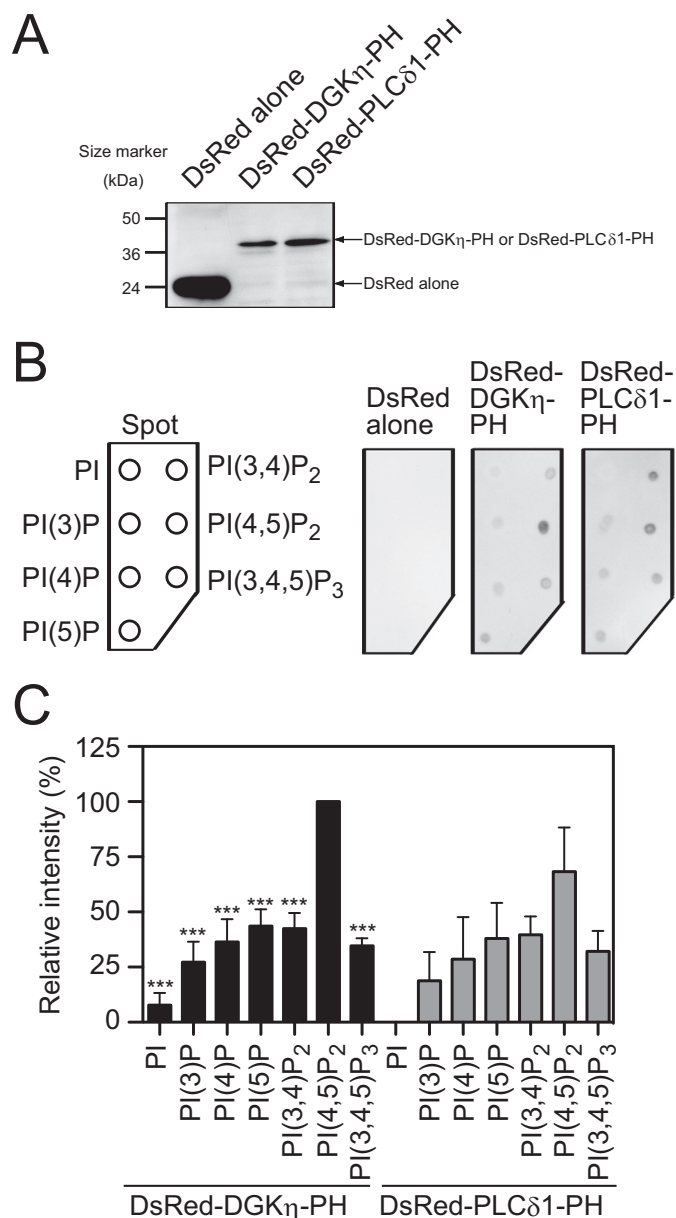 A
DsRed alone
DsRed-DGKη-PH
DsRed-PLCδ1-PH
Size marker
(kDa)
50
36
24
DsRed-DGKη-PH or DsRed-PLCδ1-PH
DsRed alone
B
Spot
PI
PI(3)P
PI(4)P
PI(5)P
PI(3,4)P2
PI(4,5)P2
PI(3,4,5)P3
DsRed
alone
DsRed-
DGKη-
PH
DsRed-
PLCδ1-
PH
C
Relative intensity (%)
125
100
75
50
25
0
***
***
***
***
***
***
PI
PI(3)P
PI(4)P
PI(5)P
PI(3,4)P2
PI(4,5)P2
PI(3,4,5)P3
PI
PI(3)P
PI(4)P
PI(5)P
PI(3,4)P2
PI(4,5)P2
PI(3,4,5)P3
DsRed-DGKη-PH
DsRed-PLCδ1-PH